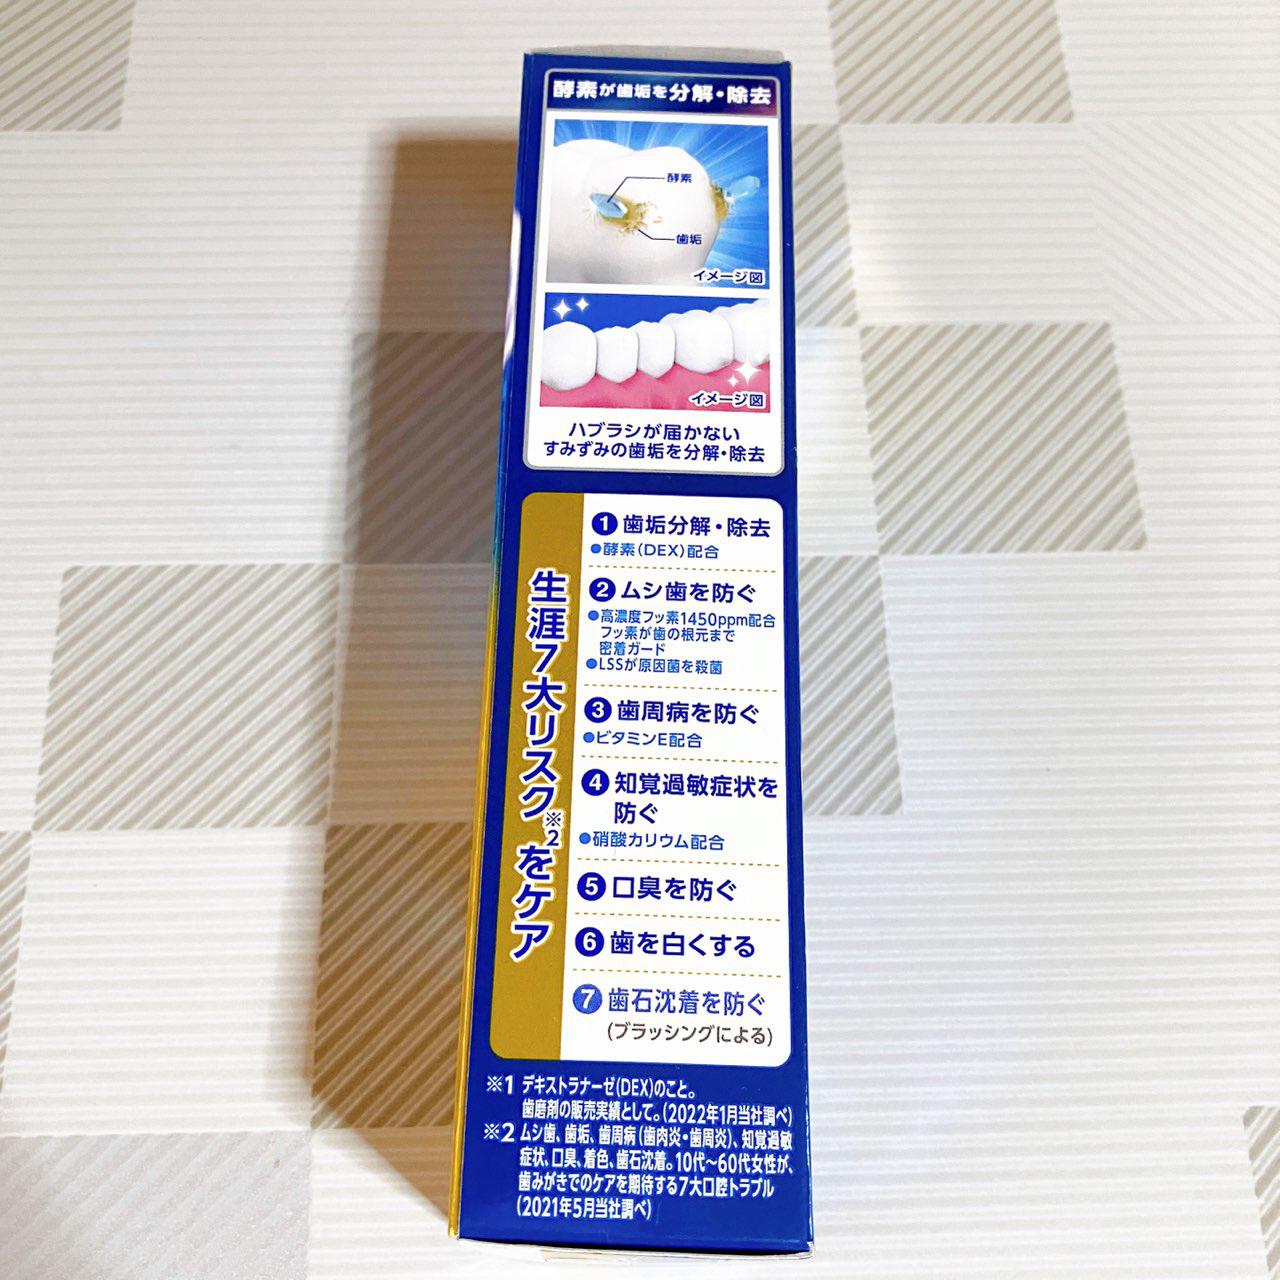 酵素が歯垢を分解・除去
酵素
歯垢
イメージ図
イメージ図
ハブラシが届かない
すみずみの歯垢を分解・除去
生涯7大リスク※2をケア
1 歯垢分解・除去
●酵素(DEX)配合
2 ムシ歯を防ぐ
●高濃度フッ素1450ppm配合
フッ素が歯の根元まで
密着ガード
●LSSが原因菌を殺菌
3 歯周病を防ぐ
●ビタミンE配合
4 知覚過敏症状を
防ぐ
●硝酸カリウム配合
5 口臭を防ぐ
6 歯を白くする
7 歯石沈着を防ぐ
(ブラッシングによる)
※1 デキストラナーゼ(DEX)のこと。
歯磨剤の販売実績として。(2022年1月当社調べ)
※2 ムシ歯、歯垢、歯周病(歯肉炎・歯周炎)、知覚過敏
症状、口臭、着色、歯石沈着。10代～60代女性が、
歯みがきでのケアを期待する7大口腔トラブル
(2021年5月当社調べ)